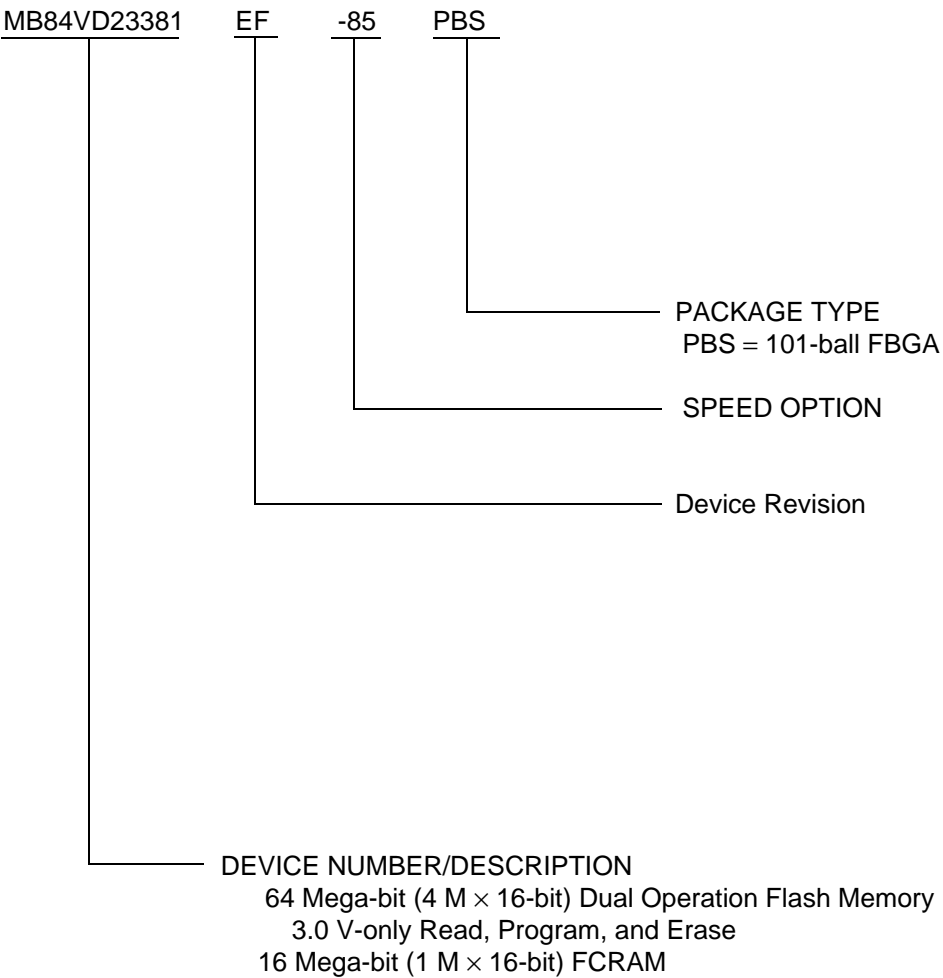 MB84VD23381 EF -85 PBS
PACKAGE TYPE
PBS = 101-ball FBGA
SPEED OPTION
Device Revision
DEVICE NUMBER/DESCRIPTION
64 Mega-bit (4 M × 16-bit) Dual Operation Flash Memory
3.0 V-only Read, Program, and Erase
16 Mega-bit (1 M × 16-bit) FCRAM